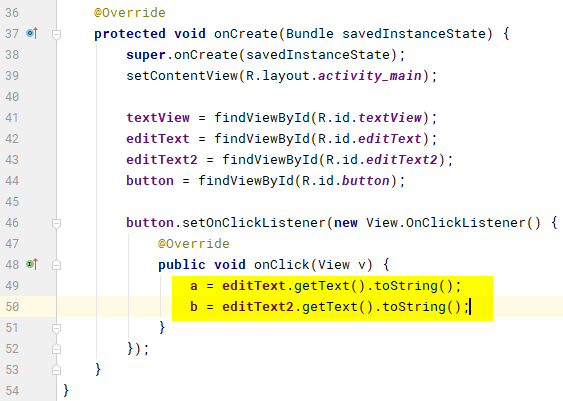 36 @Override
37 protected void onCreate(Bundle savedInstanceState) {
38 super.onCreate(savedInstanceState);
39 setContentView(R.layout.activity_main);
40
41 textView = findViewById(R.id.textView);
42 editText = findViewById(R.id.editText);
43 editText2 = findViewById(R.id.editText2);
44 button = findViewById(R.id.button);
45
46 button.setOnClickListener(new View.OnClickListener() {
47 @Override
48 public void onClick(View v) {
49 a = editText.getText().toString();
50 b = editText2.getText().toString();
51 }
52 });
53 }
54 }